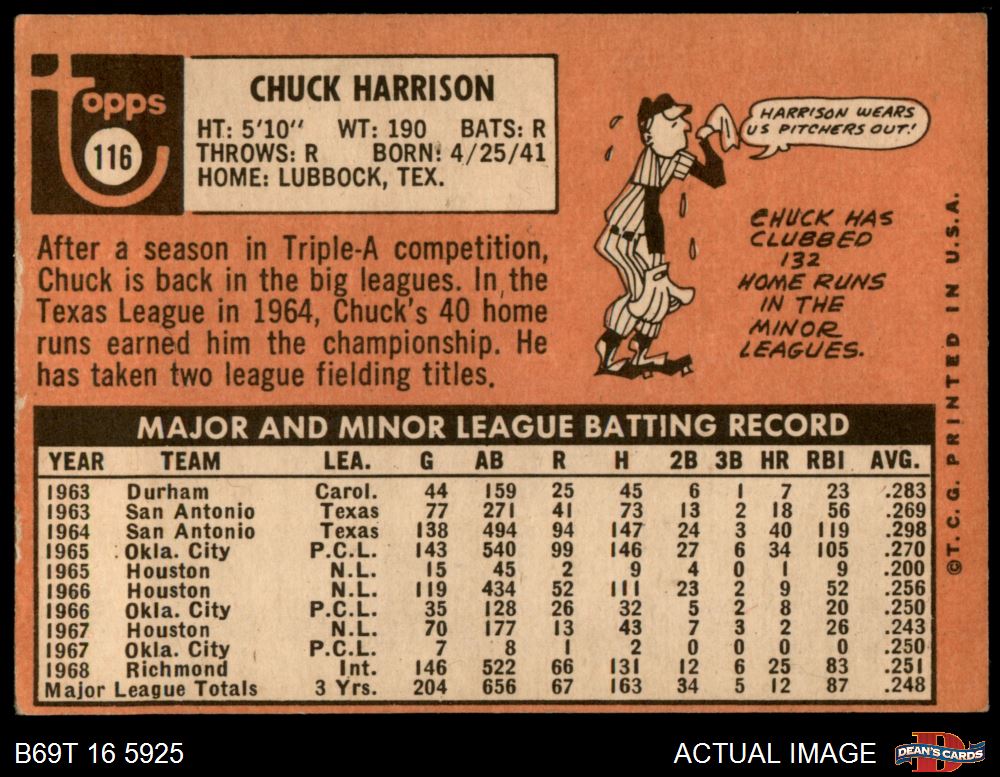 Topps
116
CHUCK HARRISON
HT: 5'10" WT: 190 BATS: R
THROWS: R BORN: 4/25/41
HOME: LUBBOCK, TEX.
After a season in Triple-A competition,
Chuck is back in the big leagues. In the
Texas League in 1964, Chuck's 40 home
runs earned him the championship. He
has taken two league fielding titles.
HARRISON WEARS
US PITCHERS OUT!
CHUCK HAS
CLUBBED
132
HOME RUNS
IN THE
MINOR
LEAGUES.
MAJOR AND MINOR LEAGUE BATTING RECORD
YEAR TEAM LEA. G AB R H 2B 3B HR RBI AVG.
1963 Durham Carol. 44 159 25 45 6 1 7 23 .283
1963 San Antonio Texas 77 271 41 73 13 2 18 56 .269
1964 San Antonio Texas 138 494 94 147 24 3 40 119 .298
1965 Okla. City P.C.L. 143 540 99 146 27 6 34 105 .270
1965 Houston N.L. 15 45 2 9 4 0 1 9 .200
1966 Houston N.L. 119 434 52 111 23 2 9 52 .256
1966 Okla. City P.C.L. 35 128 26 32 5 2 8 20 .250
1967 Houston N.L. 70 177 13 43 7 3 2 26 .243
1967 Okla. City P.C.L. 7 8 1 2 0 0 0 0 .250
1968 Richmond Int. 146 522 66 131 12 6 25 83 .251
Major League Totals 3 Yrs. 204 656 67 163 34 5 12 87 .248
©T. C. G. PRINTED IN U.S.A.
B69T 16 5925
ACTUAL IMAGE
D
DEAN'S CARDS